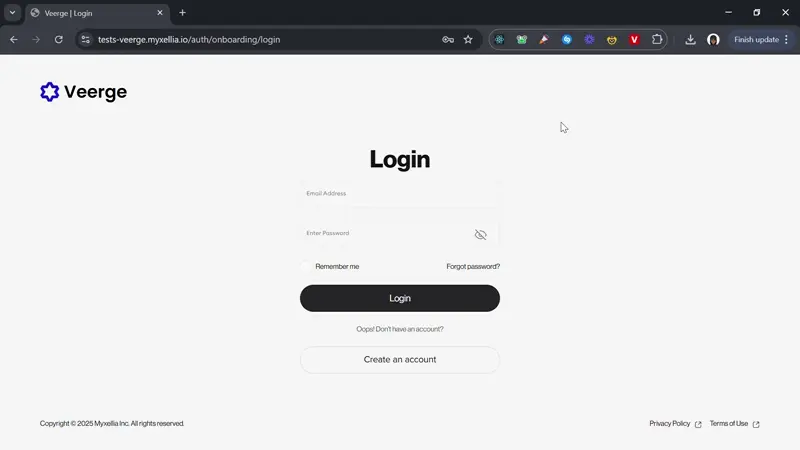 Veerge | Login
tests-veerge.myxellia.io/auth/onboarding/login
Finish update
Veerge
Login
Email Address
Enter Password
Remember me
Forgot password?
Login
Oops! Don't have an account?
Create an account
Copyright © 2025 Myxellia Inc. All rights reserved.
Privacy Policy
Terms of Use